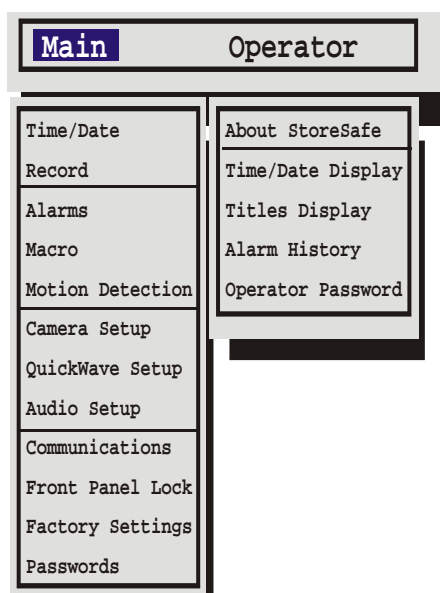 Main Operator
Time/Date
Record
Alarms
Macro
Motion Detection
Camera Setup
QuickWave Setup
Audio Setup
Communications
Front Panel Lock
Factory Settings
Passwords
About StoreSafe
Time/Date Display
Titles Display
Alarm History
Operator Password